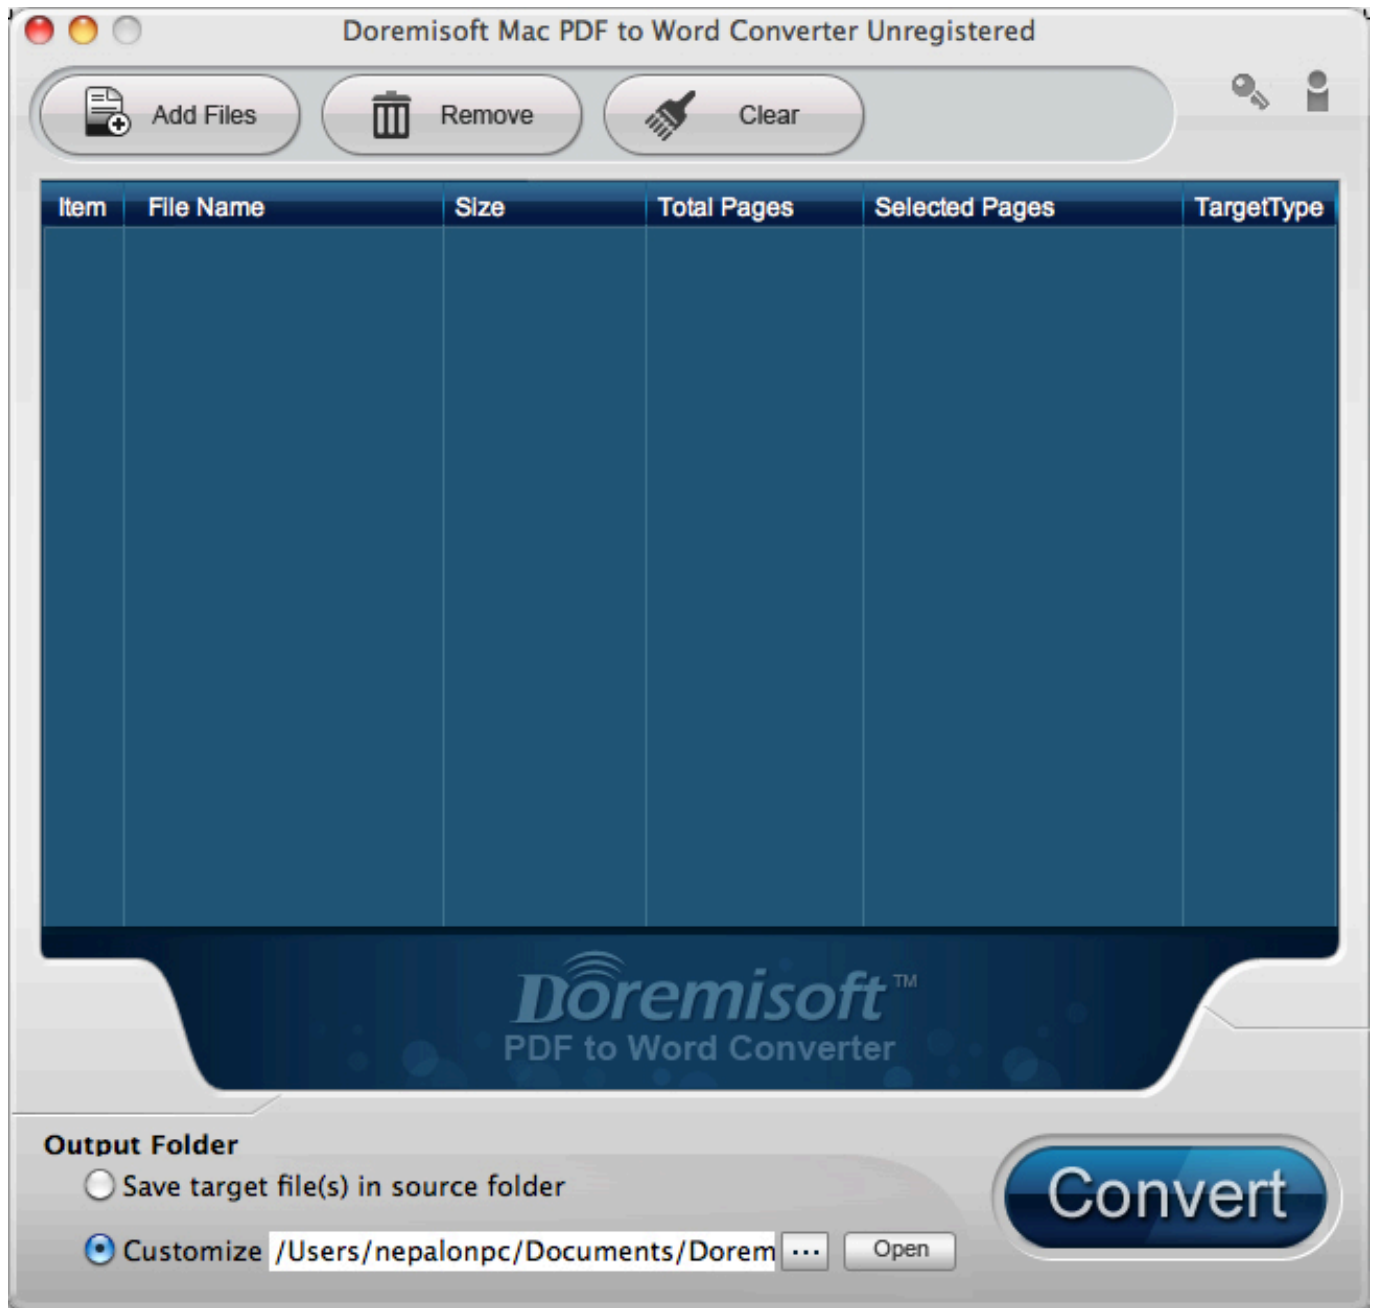 Doremisoft Mac PDF to Word Converter Unregistered
Add Files Remove Clear
Item File Name Size Total Pages Selected Pages TargetType
Doremisoft™
PDF to Word Converter
Output Folder
Save target file(s) in source folder
Customize /Users/nepalonpc/Documents/Dorem ... Open
Convert